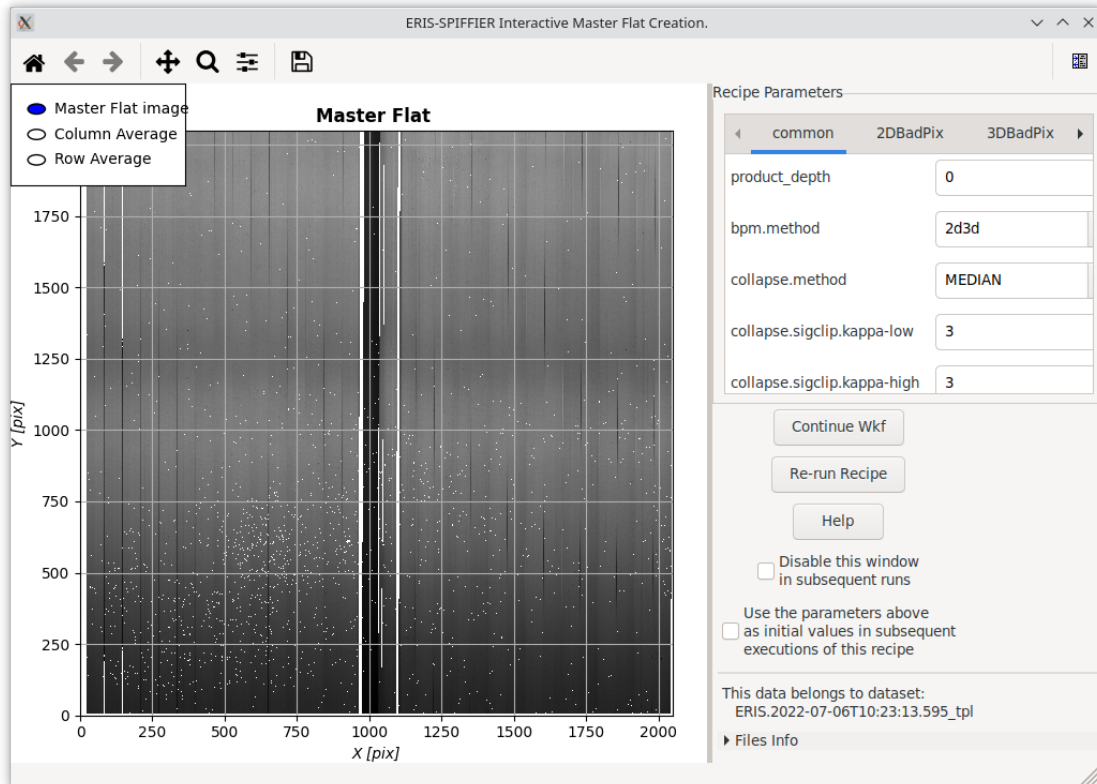 ERIS-SPIFFIER Interactive Master Flat Creation.
Master Flat image
Column Average
Row Average
Master Flat
1750
1500
1250
1000
750
500
250
0
Y [pix]
0 250 500 750 1000 1250 1500 1750 2000
X [pix]
Recipe Parameters
common 2DBadPix 3DBadPix
product_depth 0
bpm.method 2d3d
collapse.method MEDIAN
collapse.sigclip.kappa-low 3
collapse.sigclip.kappa-high 3
Continue Wkf
Re-run Recipe
Help
Disable this window
in subsequent runs
Use the parameters above
as initial values in subsequent
executions of this recipe
This data belongs to dataset:
ERIS.2022-07-06T10:23:13.595_tpl
Files Info